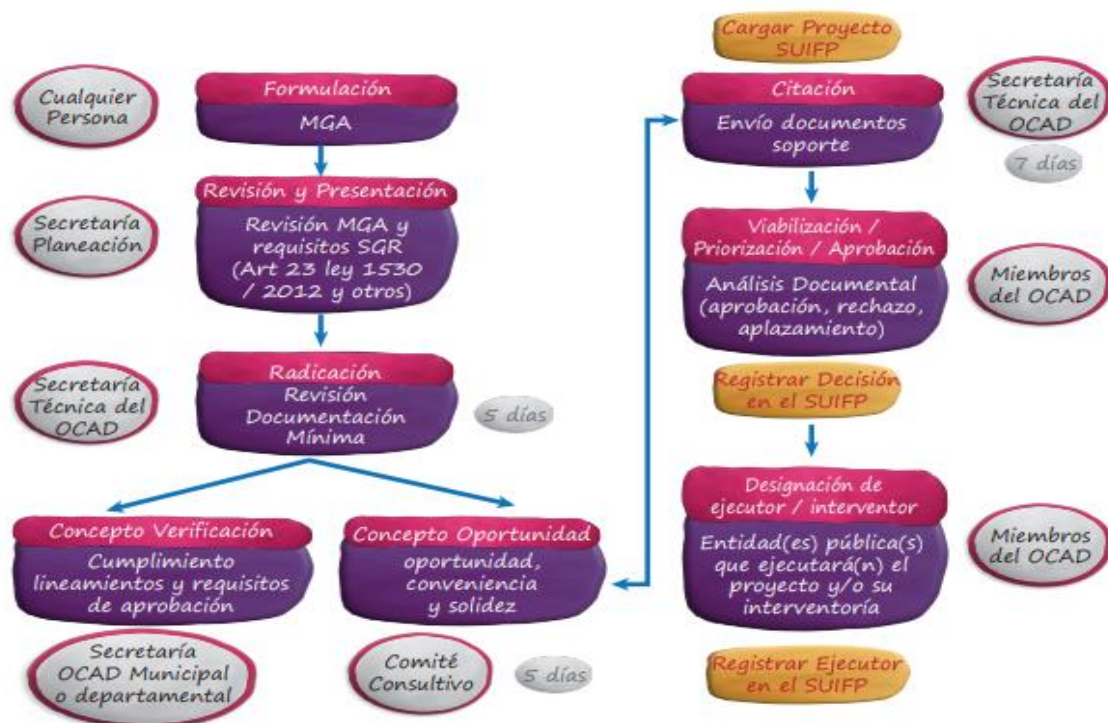 Cualquier
Persona
Formulación
MGA
Secretaría
Planeación
Revisión y Presentación
Revisión MGA y
requisitos SGR
(Art 23 ley 1530
/ 2012 y otros)
Secretaría
Técnica del
OCAD
Radicación
Revisión
Documentación
Mínima
5 días
Concepto Verificación
Cumplimiento
lineamientos y requisitos
de aprobación
Secretaría
OCAD Municipal
o departamental
Concepto Oportunidad
oportunidad,
conveniencia
y solidez
Comité
Consultivo
5 días
Cargar Proyecto
SUIFP
Citación
Envío documentos
soporte
Secretaría
Técnica del
OCAD
7 días
Viabilización /
Priorización / Aprobación
Análisis Documental
(aprobación, rechazo,
aplazamiento)
Miembros
del OCAD
Registrar Decisión
en el SUIFP
Designación de
ejecutor / interventor
Entidad(es) pública(s)
que ejecutará(n) el
proyecto y/o su
interventoría
Miembros
del OCAD
Registrar Ejecutor
en el SUIFP